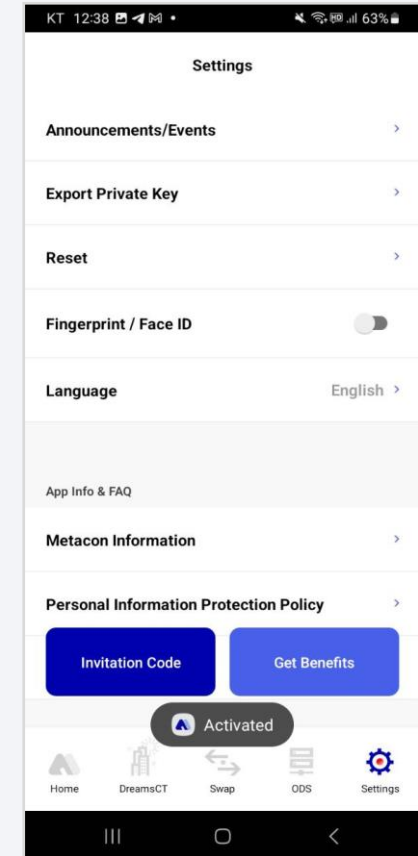 KT 12:38 63%
Settings
Announcements/Events
Export Private Key
Reset
Fingerprint / Face ID
Language English
App Info & FAQ
Metacon Information
Personal Information Protection Policy
Invitation Code Get Benefits
Activated
Home DreamsCT Swap ODS Settings